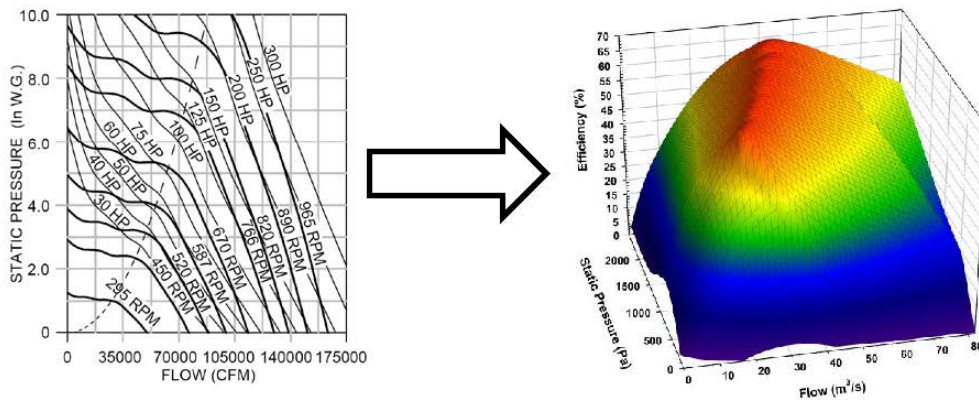 STATIC PRESSURE (In W.G.)
10.0
8.0
6.0
4.0
2.0
0
0
35000
70000
105000
140000
175000
FLOW (CFM)
300 HP
250 HP
200 HP
150 HP
125 HP
100 HP
75 HP
60 HP
50 HP
40 HP
30 HP
965 RPM
890 RPM
820 RPM
766 RPM
670 RPM
587 RPM
520 RPM
450 RPM
295 RPM
Efficiency (%)
70
65
60
55
50
45
40
35
30
25
20
15
10
5
0
Static Pressure (Pa)
2000
1500
1000
500
0
0
10
20
30
40
50
60
70
80
Flow (m³/s)